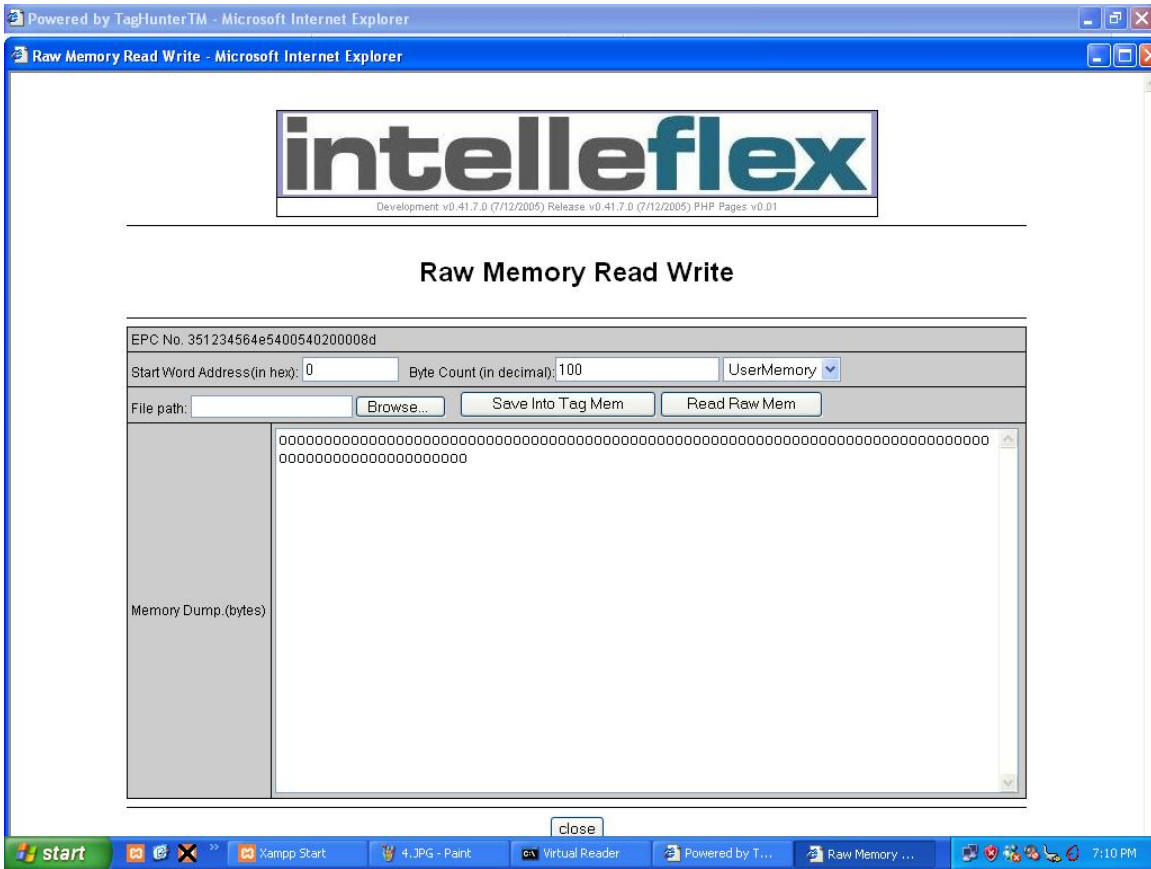 Powered by TagHunterTM - Microsoft Internet Explorer
Raw Memory Read Write - Microsoft Internet Explorer
intelleflex
Development v0.41.7.0 (7/12/2005) Release v0.41.7.0 (7/12/2005) PHP Pages v0.01
Raw Memory Read Write
EPC No. 351234564e5400540200008d
Start Word Address(in hex): 0 Byte Count (in decimal): 100 UserMemory
File path: Browse... Save Into Tag Mem Read Raw Mem
0000000000000000000000000000000000000000000000000000000000000000000000000000000
000000000000000000000
Memory Dump.(bytes)
close
start Xampp Start 4.JPG - Paint Virtual Reader Powered by T... Raw Memory ... 7:10 PM